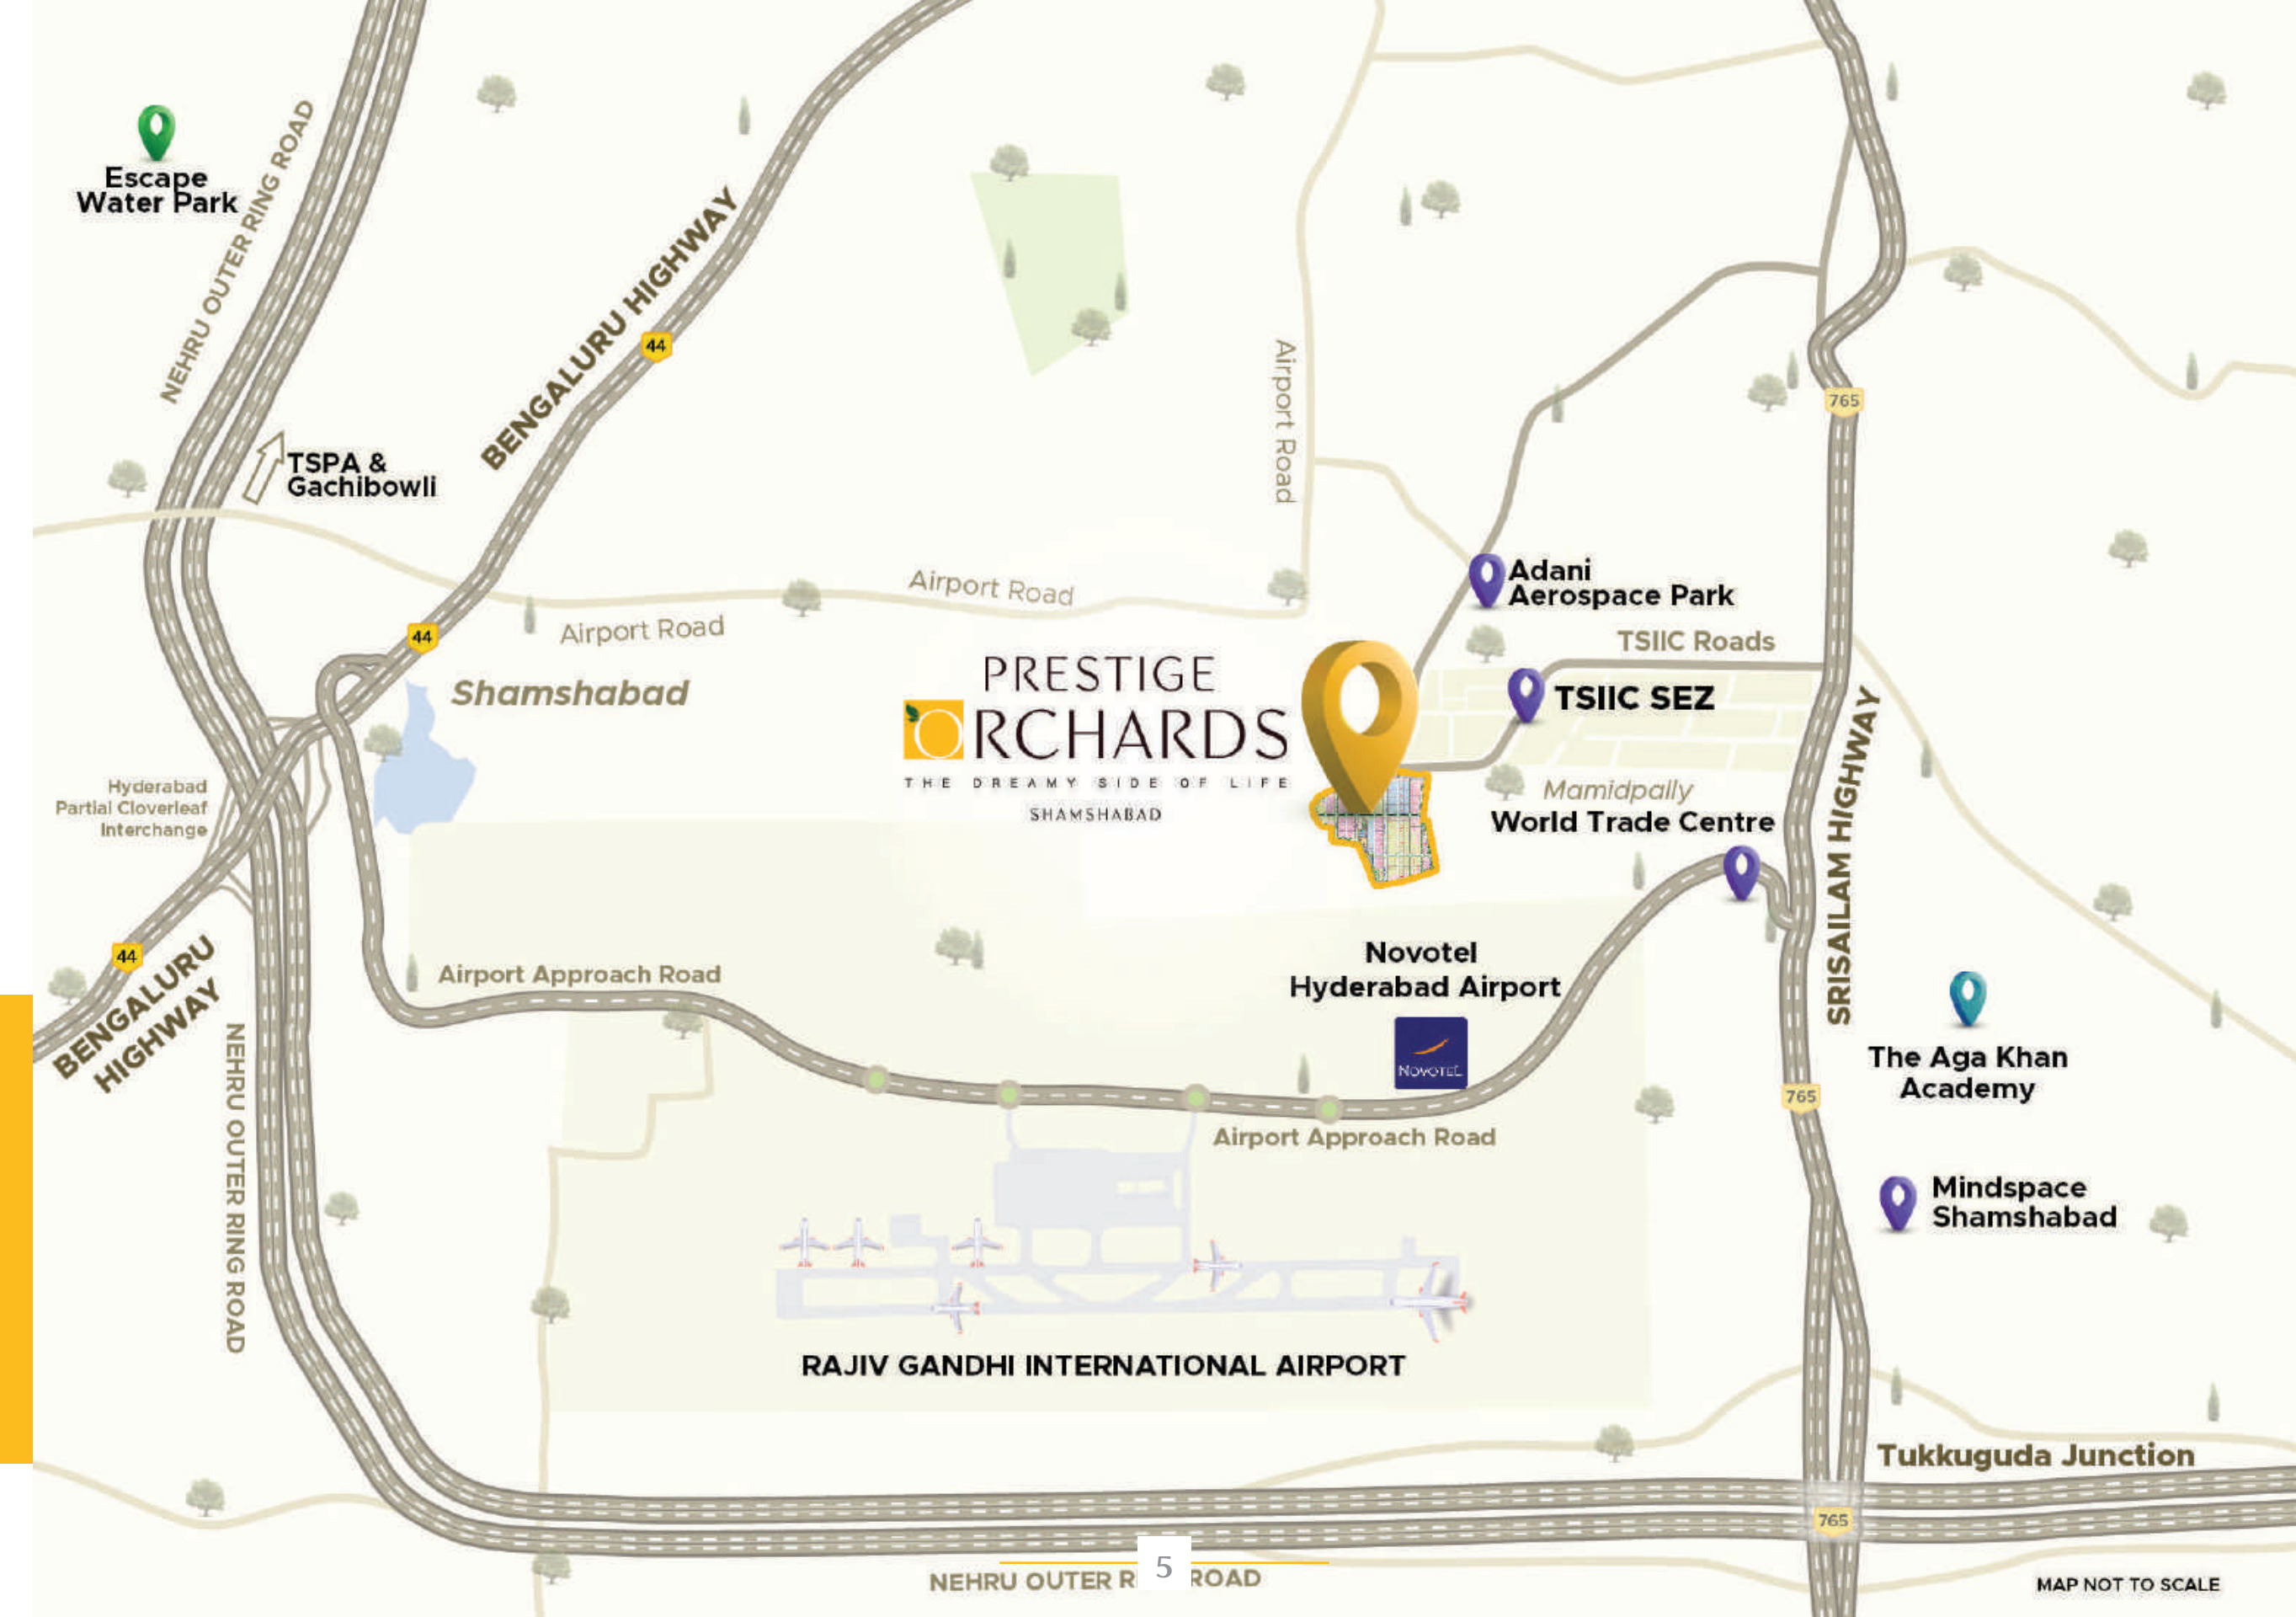 Escape
Water Park
NEHRU OUTER RING ROAD
BENGALURU HIGHWAY
44
TSPA &
Gachibowli
Airport Road
765
Adani
Aerospace Park
Airport Road
Airport Road
44
TSIIC Roads
Shamshabad
PRESTIGE
ORCHARDS
THE DREAMY SIDE OF LIFE
SHAMSHABAD
TSIIC SEZ
Hyderabad
Partial Cloverleaf
Interchange
Mamidpally
World Trade Centre
SRISAILAM HIGHWAY
44
BENGALURU
HIGHWAY
Airport Approach Road
Novotel
Hyderabad Airport
NOVOTEL
The Aga Khan
Academy
765
NEHRU OUTER RING ROAD
Airport Approach Road
Mindspace
Shamshabad
RAJIV GANDHI INTERNATIONAL AIRPORT
Tukkuguda Junction
765
5
NEHRU OUTER R ROAD
MAP NOT TO SCALE